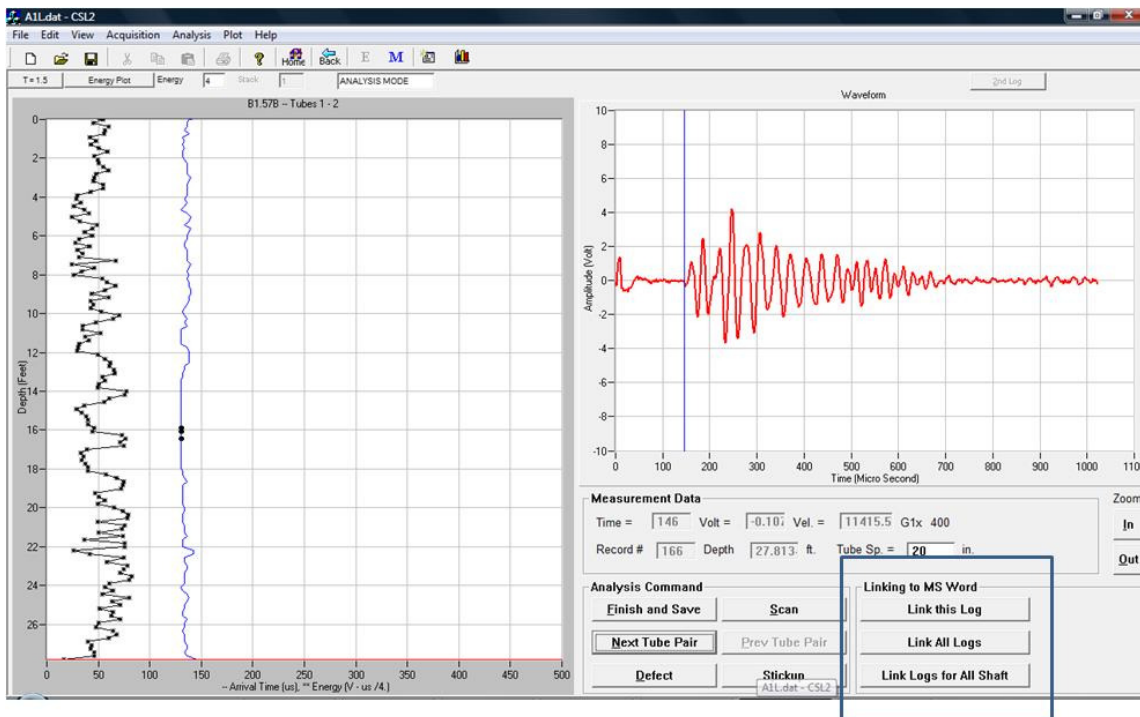 A1L.dat - CSL2
File Edit View Acquisition Analysis Plot Help
Home Back E M
T = 1.5 Energy Plot Energy 4 Stack 1 ANALYSIS MODE 2nd Log
B1.57B -- Tubes 1 - 2
Depth (Feet)
0
2
4
6
8
10
12
14
16
18
20
22
24
26
0 50 100 150 200 250 300 350 400 450 500
-- Arrival Time (us), ** Energy (V - us /4.)
Waveform
Amplitude (Volt)
10
8
6
4
2
0
-2
-4
-6
-8
-10
0 100 200 300 400 500 600 700 800 900 1000 110
Time (Micro Second)
Measurement Data
Time = 146 Volt = -0.107 Vel. = 11415.5 G1x 400
Record # 166 Depth 27.813 ft. Tube Sp. = 20 in.
Zoom
In
Out
Analysis Command
Finish and Save Scan
Next Tube Pair Prev Tube Pair
Defect Stickup
A1L.dat - CSL2
Linking to MS Word
Link this Log
Link All Logs
Link Logs for All Shaft